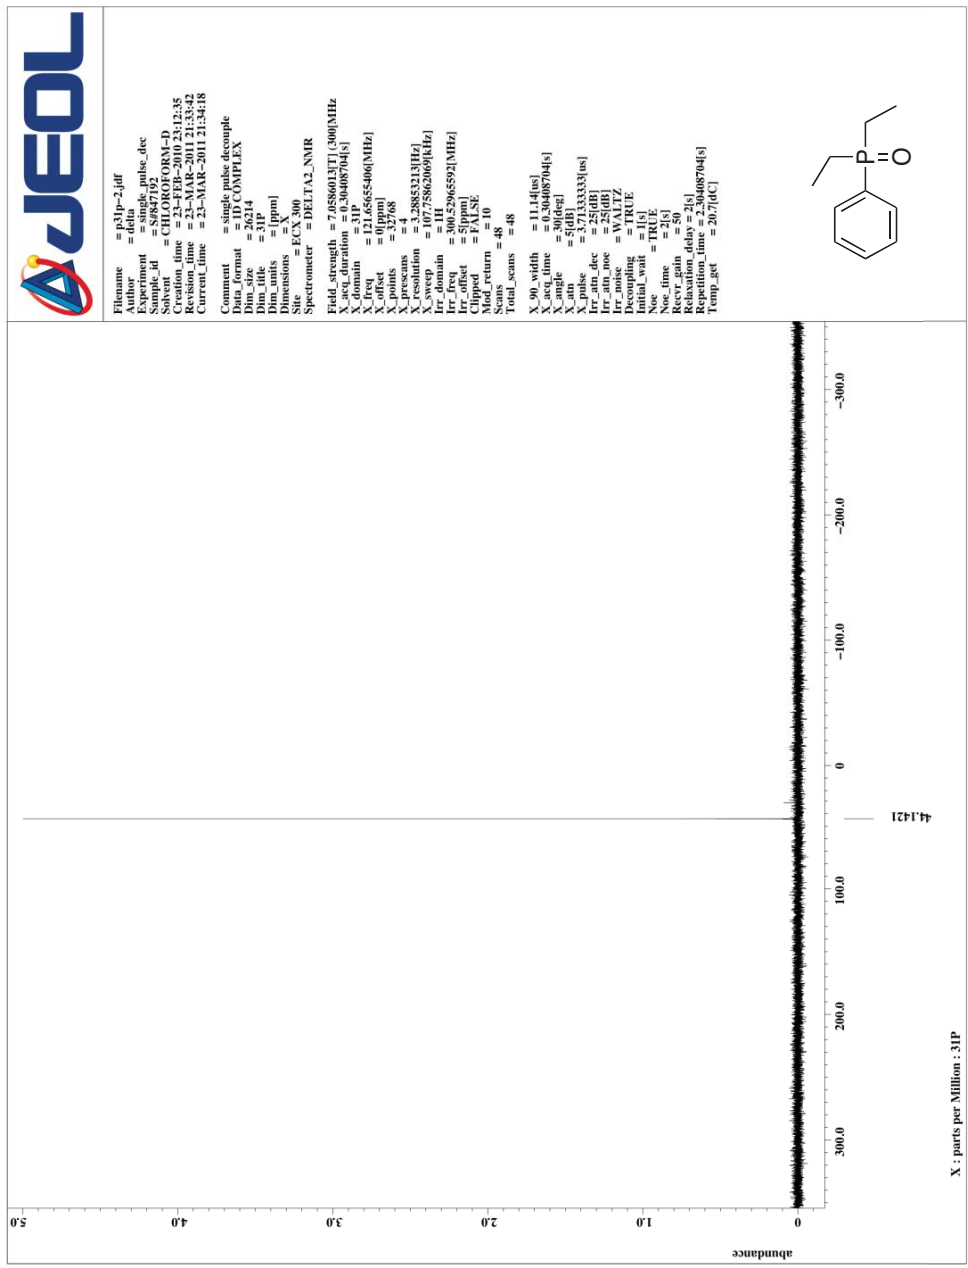 JEOL
Filename = p31p-2.jdf
Author = delta
Experiment = single_pulse_dec
Sample_id = S#847192
Solvent = CHLOROFORM-D
Creation_time = 23-FEB-2010 23:12:35
Revision_time = 23-MAR-2011 21:33:42
Current_time = 23-MAR-2011 21:34:18
Comment = single pulse decouple
Data_format = 1D COMPLEX
Dim_size = 26214
Dim_title = 31P
Dim_units = [ppm]
Dimensions = X
Site = ECX 300
Spectrometer = DELTA2_NMR
Field_strength = 7.0586013[T] (300[MHz
X_acq_duration = 0.30408704[s]
X_domain = 31P
X_freq = 121.65655406[MHz]
X_offset = 0[ppm]
X_points = 32768
X_prescans = 4
X_resolution = 3.28853213[Hz]
X_sweep = 107.75862069[kHz]
Irr_domain = 1H
Irr_freq = 300.52965592[MHz]
Irr_offset = 5[ppm]
Clipped = FALSE
Mod_return = 10
Scans = 48
Total_scans = 48
X_90_width = 11.14[us]
X_acq_time = 0.30408704[s]
X_angle = 30[deg]
X_atn = 5[dB]
X_pulse = 3.71333333[us]
Irr_atn_dec = 25[dB]
Irr_atn_noe = 25[dB]
Irr_noise = WALTZ
Decoupling = TRUE
Initial_wait = 1[s]
Noe = TRUE
Noe_time = 2[s]
Recvr_gain = 50
Relaxation_delay = 2[s]
Repetition_time = 2.30408704[s]
Temp_get = 20.7[dC]
P=O
abundance
5.0
4.0
3.0
2.0
1.0
0
300.0 200.0 100.0 0 -100.0 -200.0 -300.0
44.1421
X : parts per Million : 31P